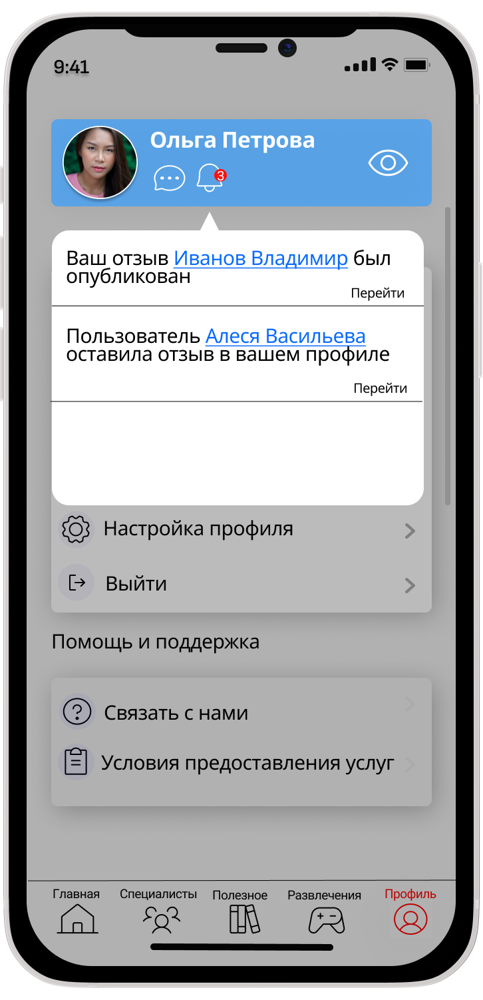 9:41
Ольга Петрова
3
Ваш отзыв Иванов Владимир был
опубликован
Перейти
Пользователь Алеся Васильева
оставила отзыв в вашем профиле
Перейти
Настройка профиля
Выйти
Помощь и поддержка
Связать с нами
Условия предоставления услуг
Главная Специалисты Полезное Развлечения Профиль